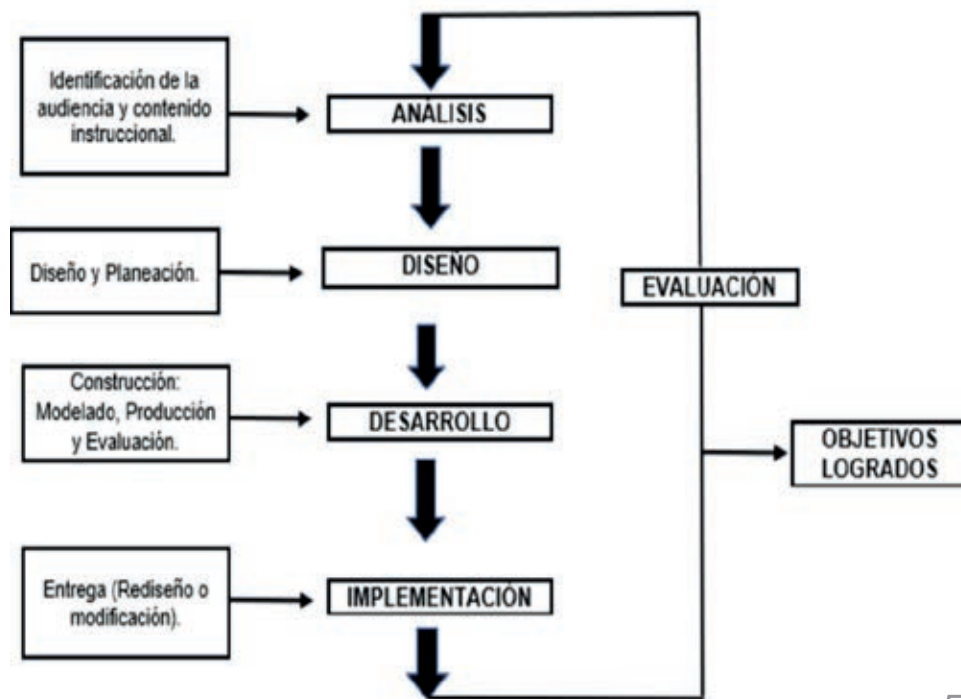 Identificación de la
audiencia y contenido
instruccional.
ANÁLISIS
Diseño y Planeación.
DISEÑO
EVALUACIÓN
Construcción:
Modelado, Producción
y Evaluación.
DESARROLLO
OBJETIVOS
LOGRADOS
Entrega (Rediseño o
modificación).
IMPLEMENTACIÓN